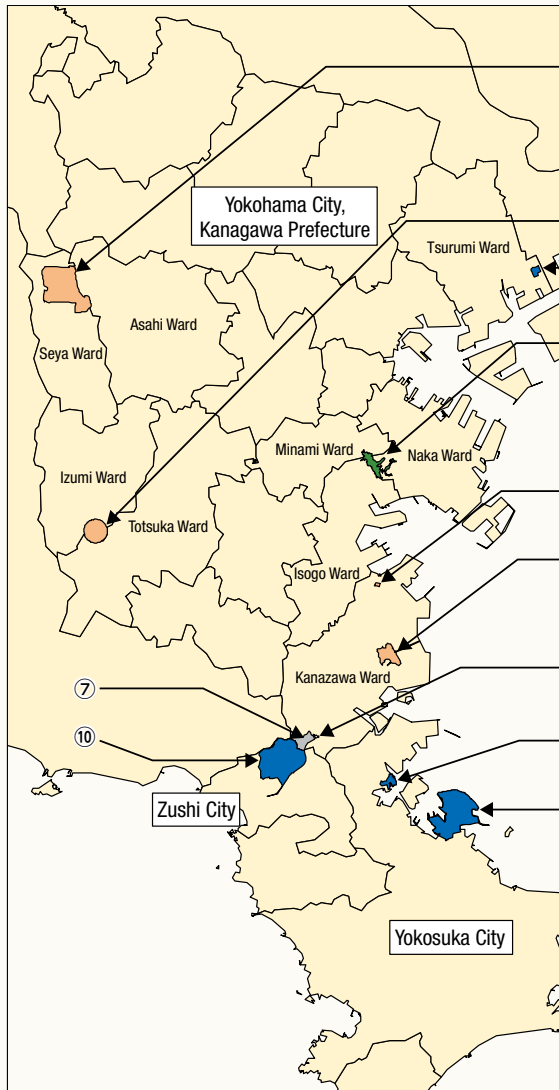 Yokohama City,
Kanagawa Prefecture
Tsurumi Ward
Asahi Ward
Seya Ward
Minami Ward
Naka Ward
Izumi Ward
Totsuka Ward
Isogo Ward
Kanazawa Ward
⑦
⑩
Zushi City
Yokosuka City